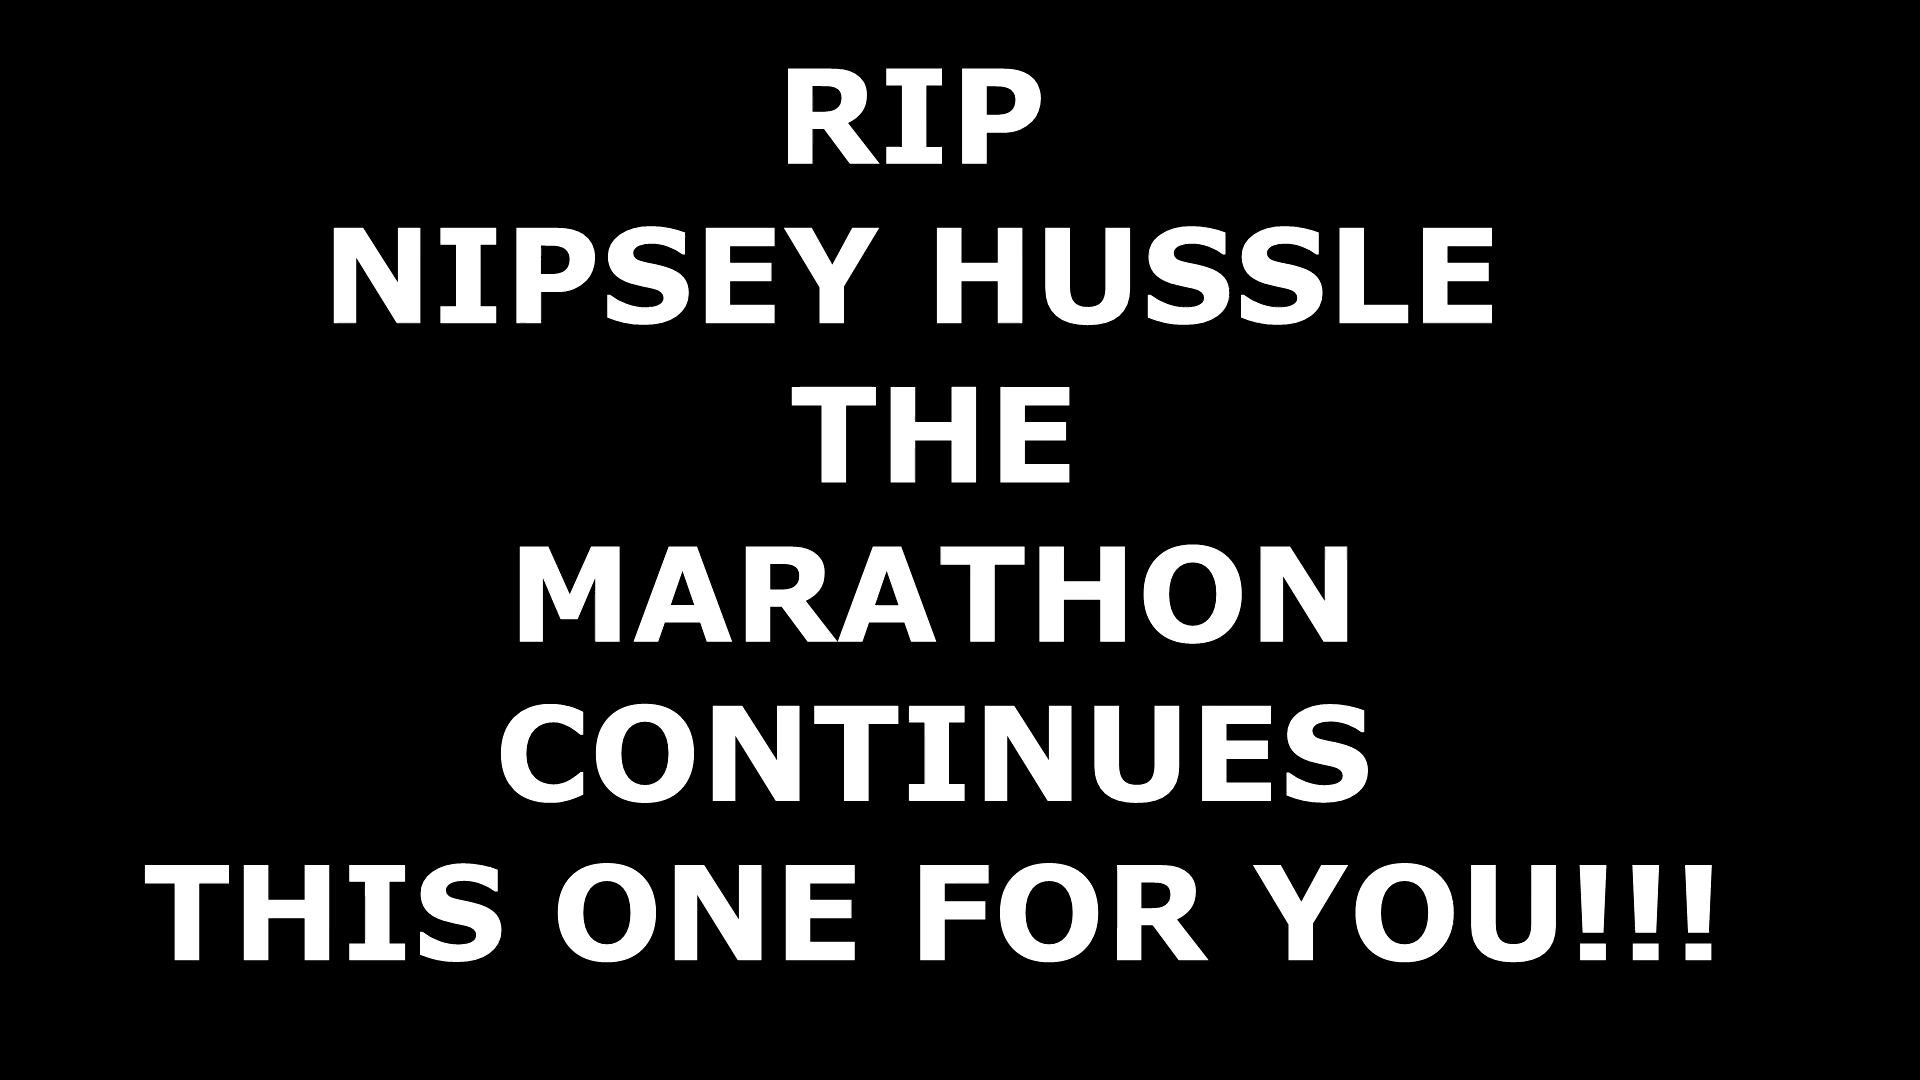 RIP
NIPSEY HUSSLE
THE
MARATHON
CONTINUES
THIS ONE FOR YOU!!!